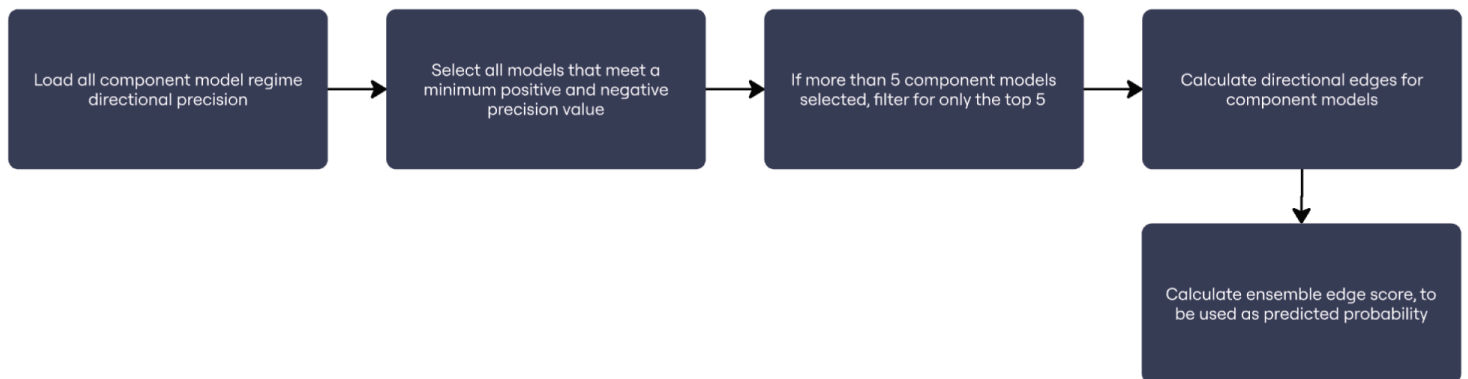 Load all component model regime
directional precision
Select all models that meet a
minimum positive and negative
precision value
If more than 5 component models
selected, filter for only the top 5
Calculate directional edges for
component models
Calculate ensemble edge score, to
be used as predicted probability